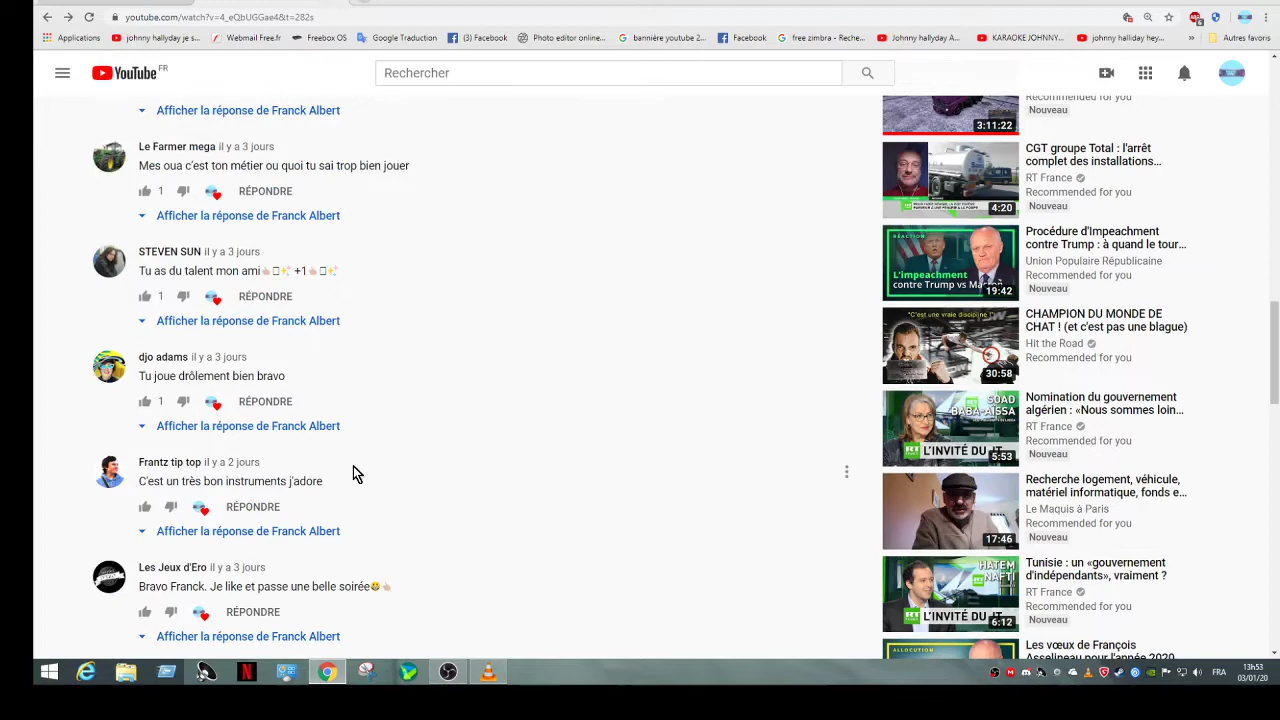 youtube.com/watch?v=4_eQbUGGae4&t=282s
Applications
johnny hallyday je s...
Webmail Free.fr
Freebox OS
Google Traduction
(3) Facebook
Photo editor online...
bannière youtube 2...
Facebook
free zimbra - Reche...
Johnny hallyday A...
KARAOKE JOHNNY...
johnny hallyday hey...
»
Autres favoris
YouTube FR
Rechercher
Afficher la réponse de Franck Albert
Le Farmer mega il y a 3 jours
Mes oua c'est ton métier ou quoi tu sai trop bien jouer
1
RÉPONDRE
Afficher la réponse de Franck Albert
STEVEN SUN il y a 3 jours
Tu as du talent mon ami👆🏻✨ +1👆🏻✨
1
RÉPONDRE
Afficher la réponse de Franck Albert
djo adams il y a 3 jours
Tu joue drôlement bien bravo
1
RÉPONDRE
Afficher la réponse de Franck Albert
Frantz tip top il y a 2 jours
C'est un très bon instruments j'adore
RÉPONDRE
Afficher la réponse de Franck Albert
Les Jeux d'Ero il y a 3 jours
Bravo Franck. Je like et passe une belle soirée
RÉPONDRE
Afficher la réponse de Franck Albert
Recommended for you
Nouveau
3:11:22
CGT groupe Total : l'arrêt
complet des installations...
RT France
Recommended for you
Nouveau
4:20
Procédure d'Impeachment
contre Trump : à quand le tour...
Union Populaire Républicaine
Recommended for you
Nouveau
RÉACTION
L'impeachment
contre Trump vs Macron
19:42
CHAMPION DU MONDE DE
CHAT ! (et c'est pas une blague)
Hit the Road
Recommended for you
"C'est une vraie discipline !"
30:58
Nomination du gouvernement
algérien : «Nous sommes loin...
RT France
Recommended for you
Nouveau
SOAD
BABA-AÏSSA
L'INVITÉ DU JT
5:53
Recherche logement, véhicule,
matériel informatique, fonds e...
Le Maquis à Paris
Recommended for you
Nouveau
17:46
Tunisie : un «gouvernement
d'indépendants», vraiment ?
RT France
Recommended for you
Nouveau
HATEM
NAFTI
L'INVITÉ DU JT
6:12
Les vœux de François
Asselineau pour l'année 2020
ALLOCUTION
FRA
13h53
03/01/20